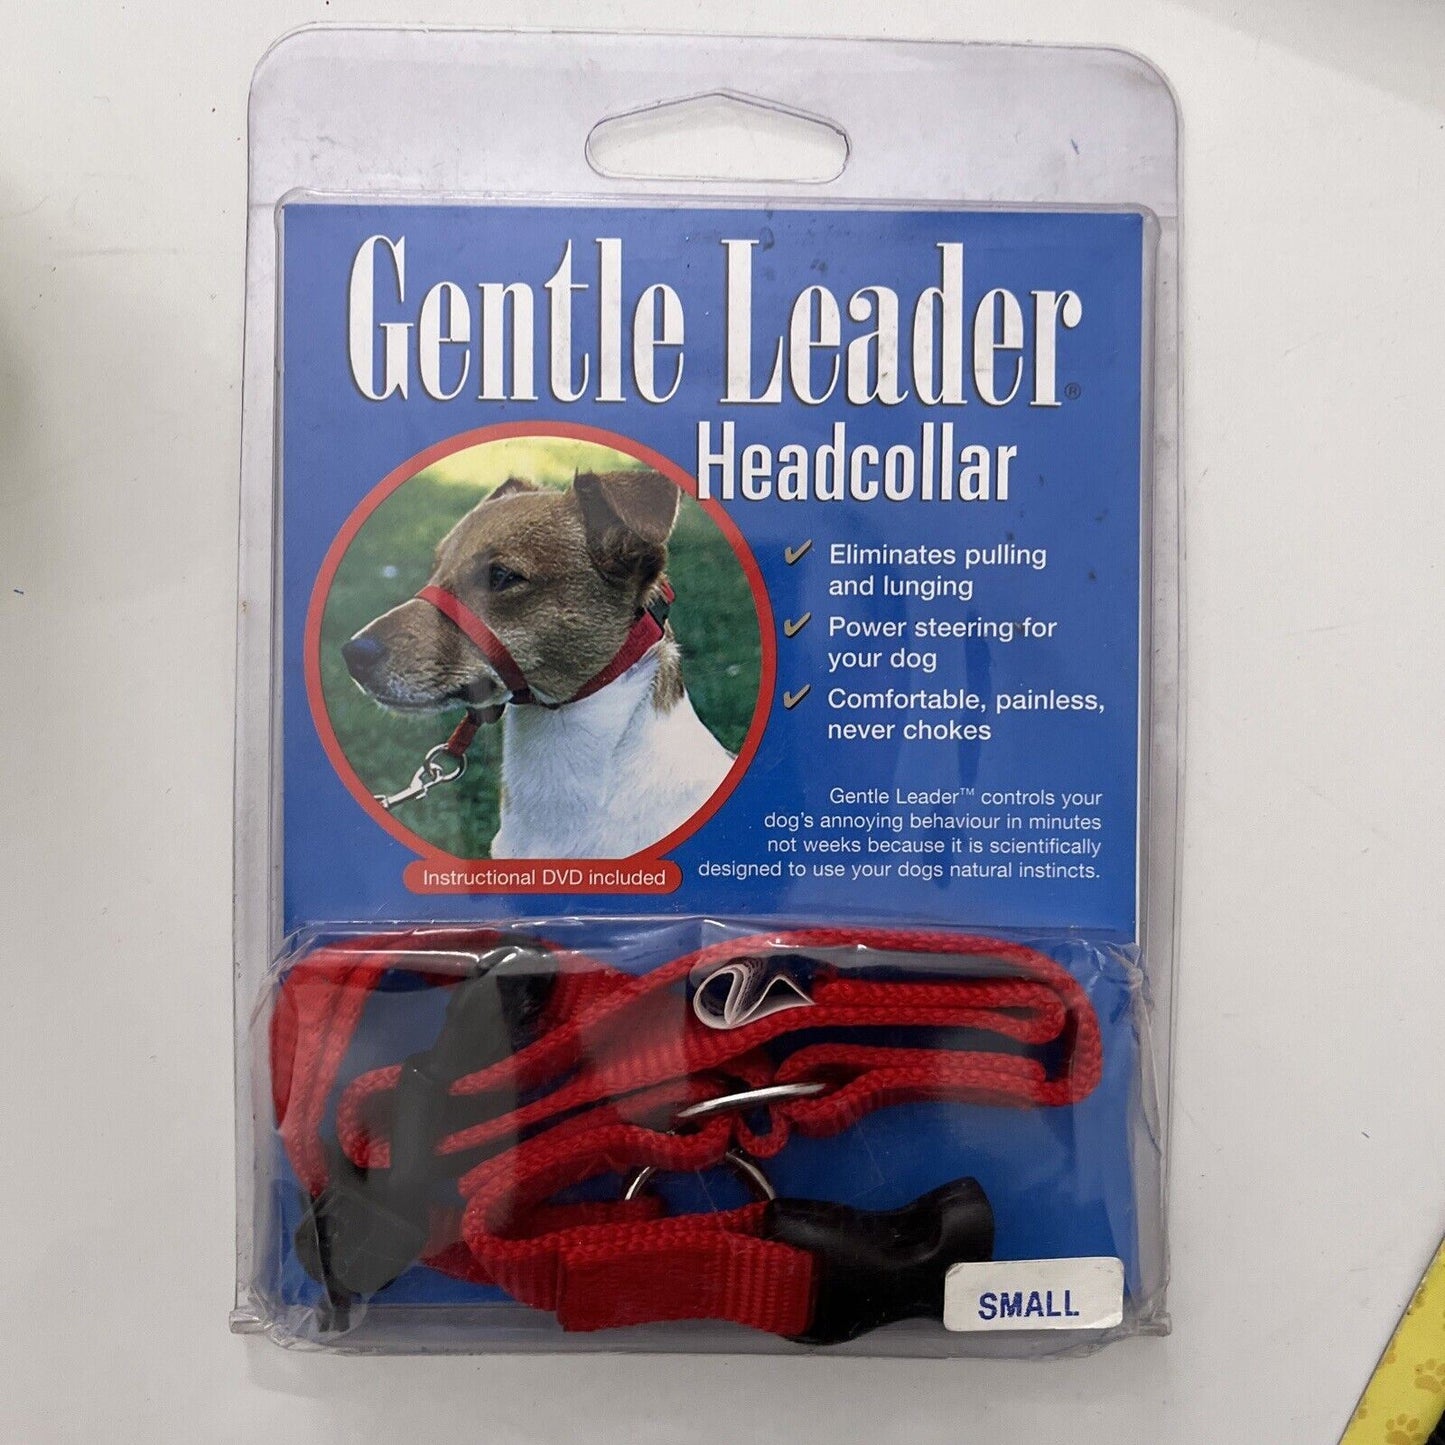 Gentle Leader®
Headcollar
✓ Eliminates pulling
and lunging
✓ Power steering for
your dog
✓ Comfortable, painless,
never chokes
Gentle Leader™ controls your
dog's annoying behaviour in minutes
not weeks because it is scientifically
designed to use your dogs natural instincts.
Instructional DVD included
SMALL